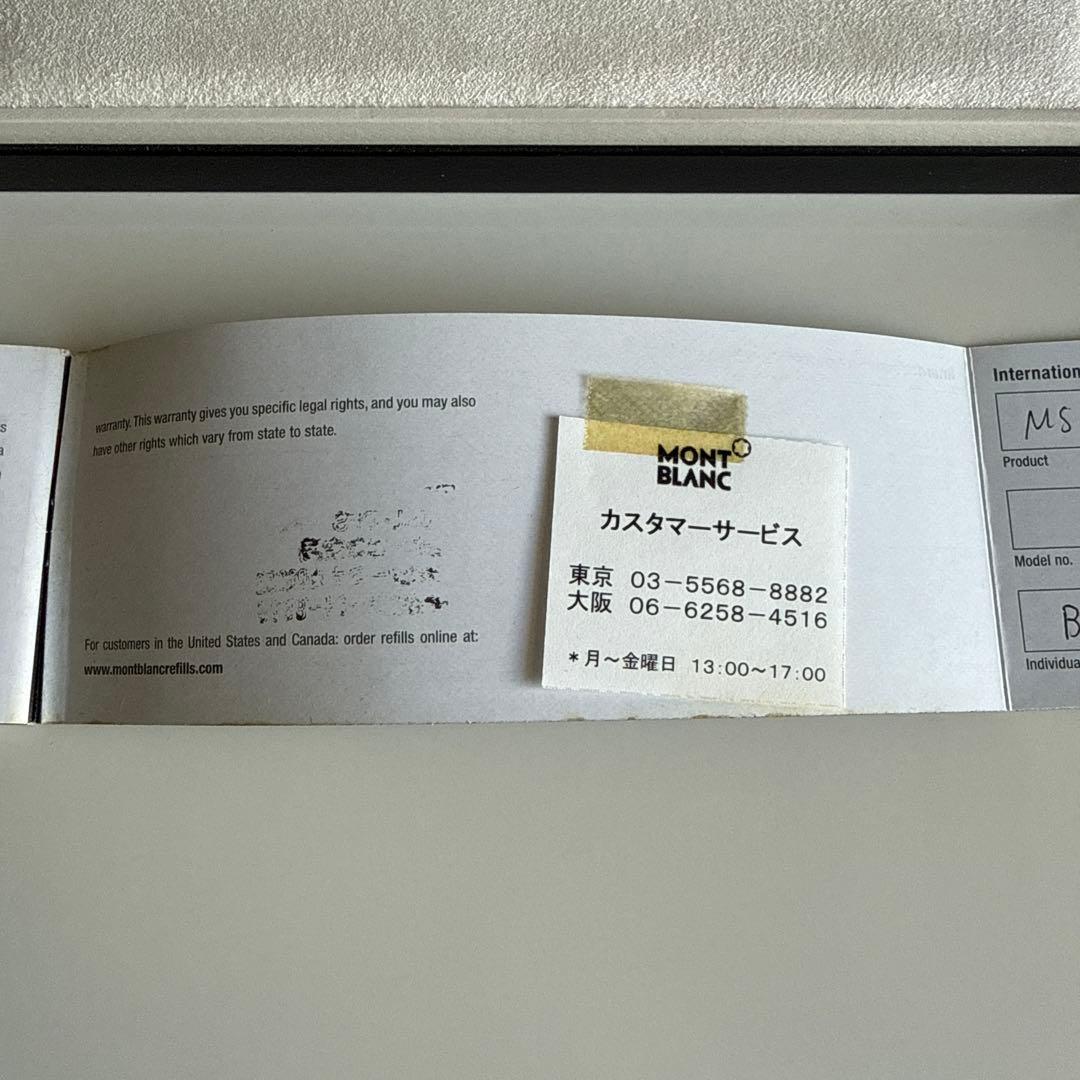 s
a
warranty. This warranty gives you specific legal rights, and you may also
have other rights which vary from state to state.
For customers in the United States and Canada: order refills online at:
www.montblancrefills.com
MONT
BLANC
カスタマーサービス
東京 03-5568-8882
大阪 06-6258-4516
*月~金曜日 13:00~17:00
Internation
MS
Product
Model no.
B
Individua